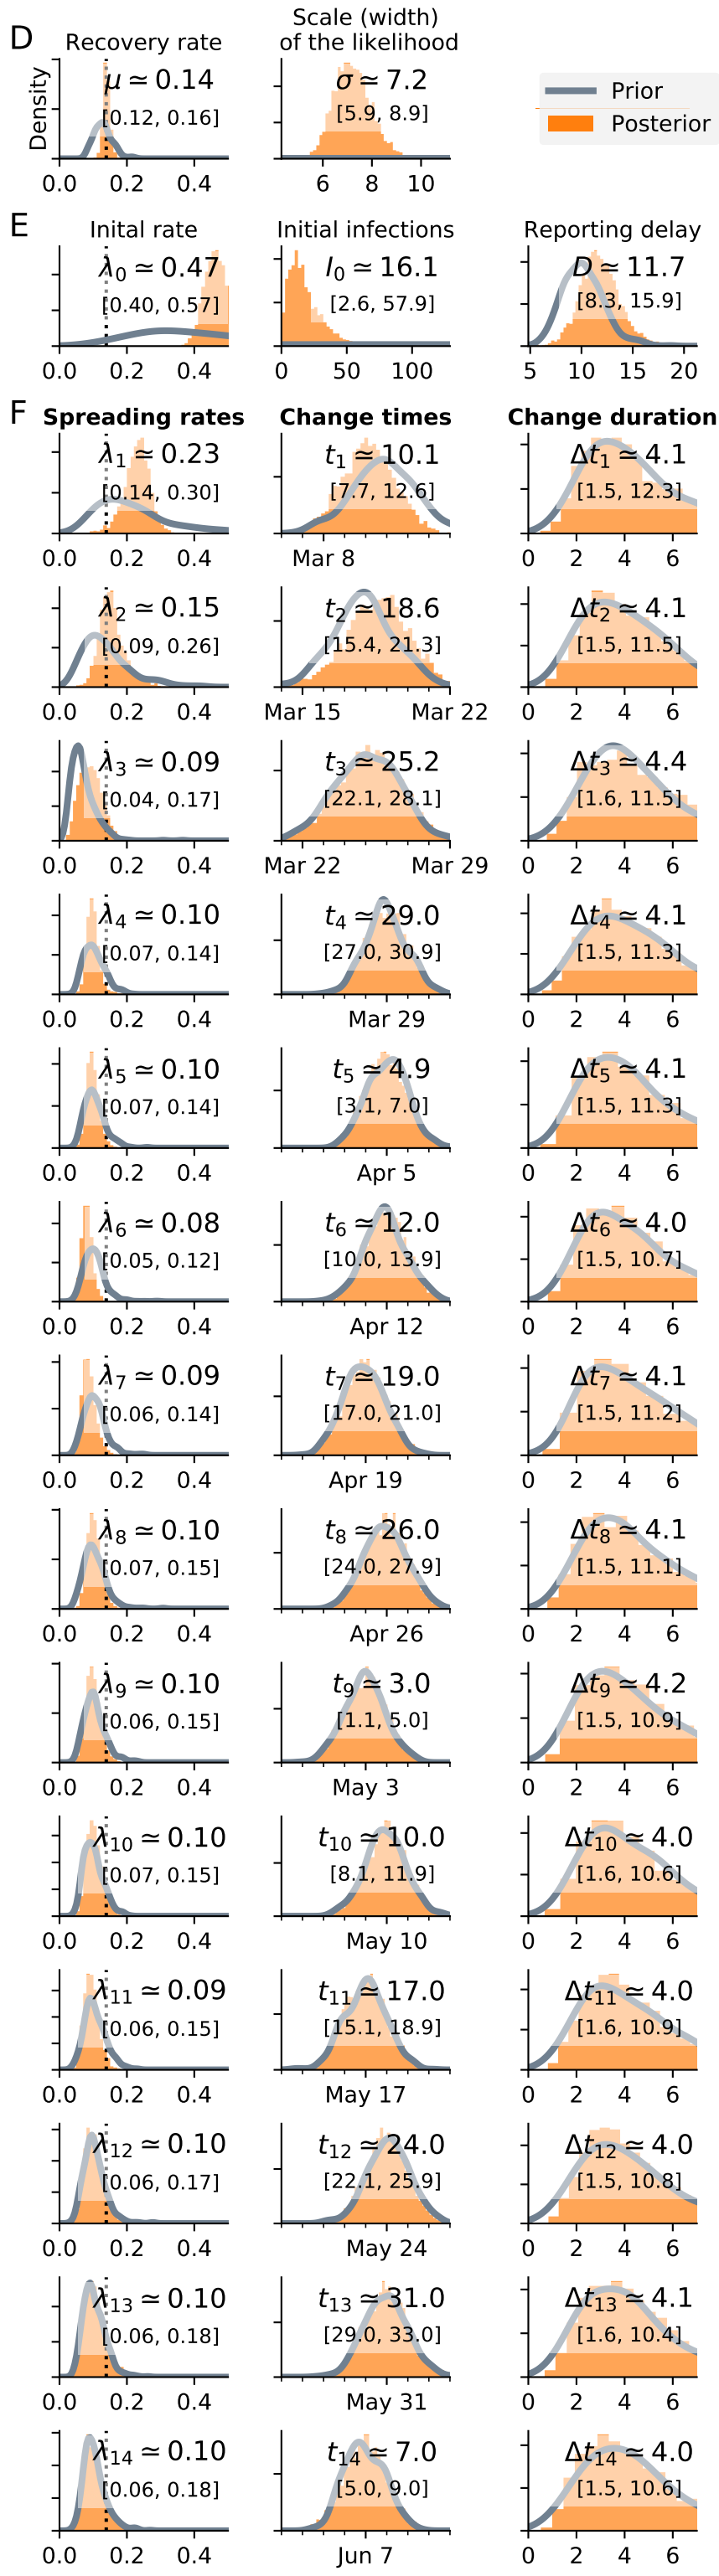 D
Recovery rate
Scale (width)
of the likelihood
Density
μ ≃ 0.14
[0.12, 0.16]
0.0 0.2 0.4
σ ≃ 7.2
[5.9, 8.9]
6 8 10
Prior
Posterior
E
Inital rate
Initial infections
Reporting delay
λ0 ≃ 0.47
[0.40, 0.57]
0.0 0.2 0.4
I0 ≃ 16.1
[2.6, 57.9]
0 50 100
D ≃ 11.7
[8.3, 15.9]
5 10 15 20
F
Spreading rates
Change times
Change duration
λ1 ≃ 0.23
[0.14, 0.30]
0.0 0.2 0.4
t1 ≃ 10.1
[7.7, 12.6]
Mar 8
Δt1 ≃ 4.1
[1.5, 12.3]
0 2 4 6
λ2 ≃ 0.15
[0.09, 0.26]
0.0 0.2 0.4
t2 ≃ 18.6
[15.4, 21.3]
Mar 15 Mar 22
Δt2 ≃ 4.1
[1.5, 11.5]
0 2 4 6
λ3 ≃ 0.09
[0.04, 0.17]
0.0 0.2 0.4
t3 ≃ 25.2
[22.1, 28.1]
Mar 22 Mar 29
Δt3 ≃ 4.4
[1.6, 11.5]
0 2 4 6
λ4 ≃ 0.10
[0.07, 0.14]
0.0 0.2 0.4
t4 ≃ 29.0
[27.0, 30.9]
Mar 29
Δt4 ≃ 4.1
[1.5, 11.3]
0 2 4 6
λ5 ≃ 0.10
[0.07, 0.14]
0.0 0.2 0.4
t5 ≃ 4.9
[3.1, 7.0]
Apr 5
Δt5 ≃ 4.1
[1.5, 11.3]
0 2 4 6
λ6 ≃ 0.08
[0.05, 0.12]
0.0 0.2 0.4
t6 ≃ 12.0
[10.0, 13.9]
Apr 12
Δt6 ≃ 4.0
[1.5, 10.7]
0 2 4 6
λ7 ≃ 0.09
[0.06, 0.14]
0.0 0.2 0.4
t7 ≃ 19.0
[17.0, 21.0]
Apr 19
Δt7 ≃ 4.1
[1.5, 11.2]
0 2 4 6
λ8 ≃ 0.10
[0.07, 0.15]
0.0 0.2 0.4
t8 ≃ 26.0
[24.0, 27.9]
Apr 26
Δt8 ≃ 4.1
[1.5, 11.1]
0 2 4 6
λ9 ≃ 0.10
[0.06, 0.15]
0.0 0.2 0.4
t9 ≃ 3.0
[1.1, 5.0]
May 3
Δt9 ≃ 4.2
[1.5, 10.9]
0 2 4 6
λ10 ≃ 0.10
[0.07, 0.15]
0.0 0.2 0.4
t10 ≃ 10.0
[8.1, 11.9]
May 10
Δt10 ≃ 4.0
[1.6, 10.6]
0 2 4 6
λ11 ≃ 0.09
[0.06, 0.15]
0.0 0.2 0.4
t11 ≃ 17.0
[15.1, 18.9]
May 17
Δt11 ≃ 4.0
[1.6, 10.9]
0 2 4 6
λ12 ≃ 0.10
[0.06, 0.17]
0.0 0.2 0.4
t12 ≃ 24.0
[22.1, 25.9]
May 24
Δt12 ≃ 4.0
[1.5, 10.8]
0 2 4 6
λ13 ≃ 0.10
[0.06, 0.18]
0.0 0.2 0.4
t13 ≃ 31.0
[29.0, 33.0]
May 31
Δt13 ≃ 4.1
[1.6, 10.4]
0 2 4 6
λ14 ≃ 0.10
[0.06, 0.18]
0.0 0.2 0.4
t14 ≃ 7.0
[5.0, 9.0]
Jun 7
Δt14 ≃ 4.0
[1.5, 10.6]
0 2 4 6